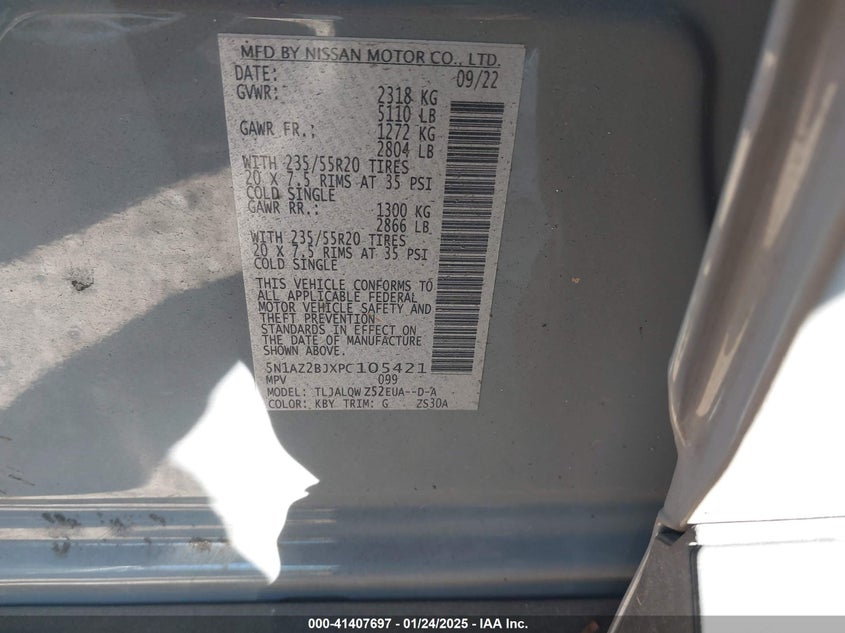 MFD BY NISSAN MOTOR CO., LTD.
DATE: 09/22
GVWR: 2318 KG
5110 LB
GAWR FR.: 1272 KG
2804 LB
WITH 235/55R20 TIRES
20 X 7.5 RIMS AT 35 PSI
COLD SINGLE
GAWR RR.: 1300 KG
2866 LB
WITH 235/55R20 TIRES
20 X 7.5 RIMS AT 35 PSI
COLD SINGLE
THIS VEHICLE CONFORMS TO
ALL APPLICABLE FEDERAL
MOTOR VEHICLE SAFETY AND
THEFT PREVENTION
STANDARDS IN EFFECT ON
THE DATE OF MANUFACTURE
SHOWN ABOVE.
5N1AZ2BJXPC105421
MPV 099
MODEL: TLJALQWZ52EUA--D-A
COLOR: KBY TRIM: G ZS30A
000-41407697 - 01/24/2025 - IAA Inc.